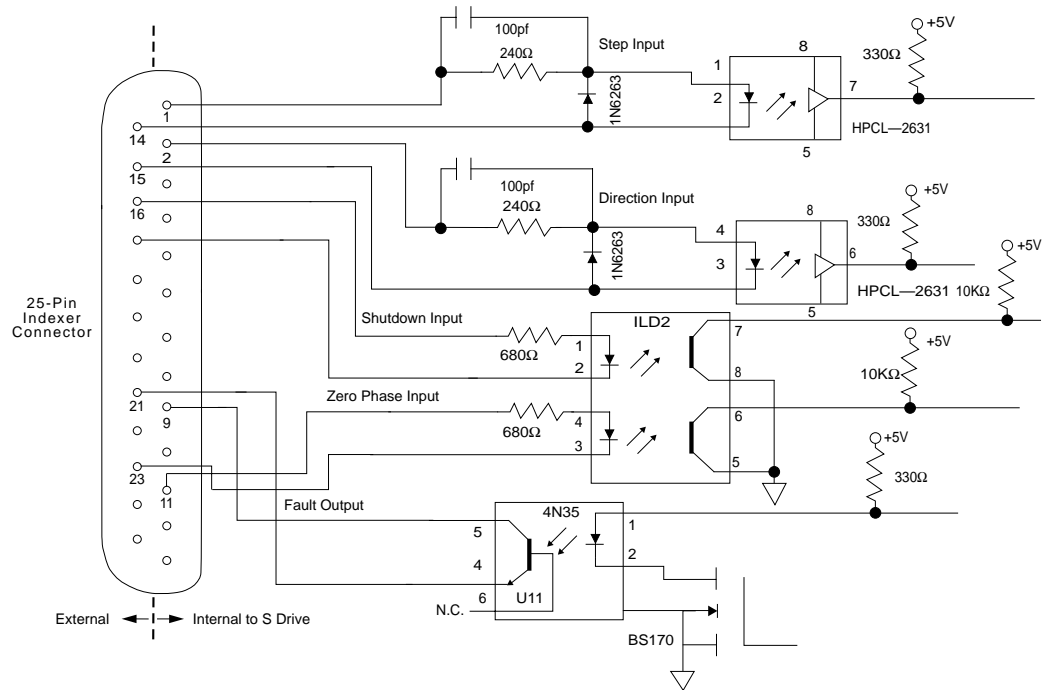 100pf
240Ω
Step Input
1N6263
1
2
8
7
5
330Ω
+5V
HPCL—2631
1
14
2
15
16
100pf
240Ω
Direction Input
1N6263
4
3
8
6
5
330Ω
+5V
HPCL—2631
10KΩ
+5V
25-Pin
Indexer
Connector
Shutdown Input
680Ω
ILD2
1
2
7
8
+5V
10KΩ
Zero Phase Input
680Ω
4
3
6
5
21
9
23
11
+5V
330Ω
Fault Output
4N35
5
4
6
1
2
N.C.
U11
BS170
External
Internal to S Drive